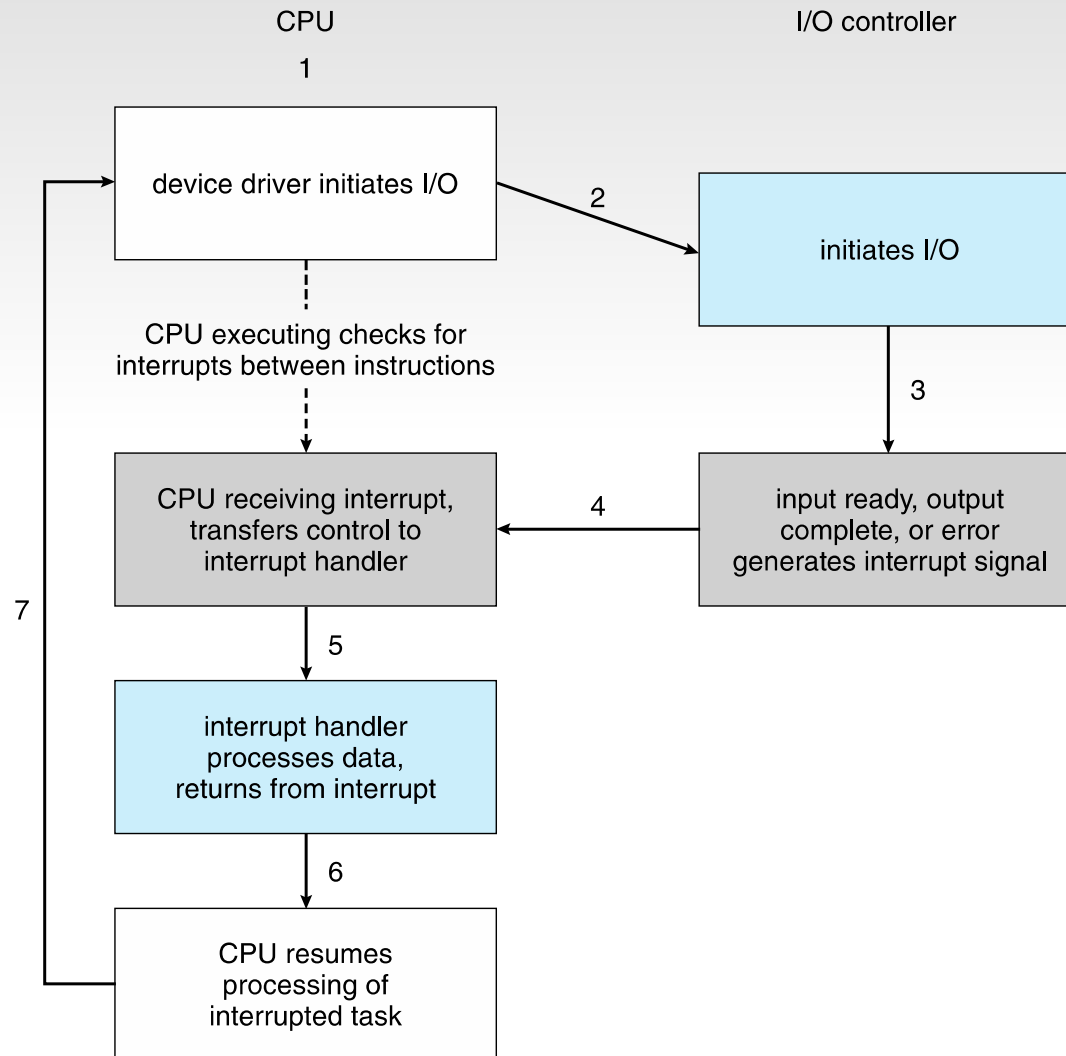 CPU
I/O controller
1
device driver initiates I/O
2
initiates I/O
CPU executing checks for
interrupts between instructions
3
CPU receiving interrupt,
transfers control to
interrupt handler
4
input ready, output
complete, or error
generates interrupt signal
7
5
interrupt handler
processes data,
returns from interrupt
6
CPU resumes
processing of
interrupted task